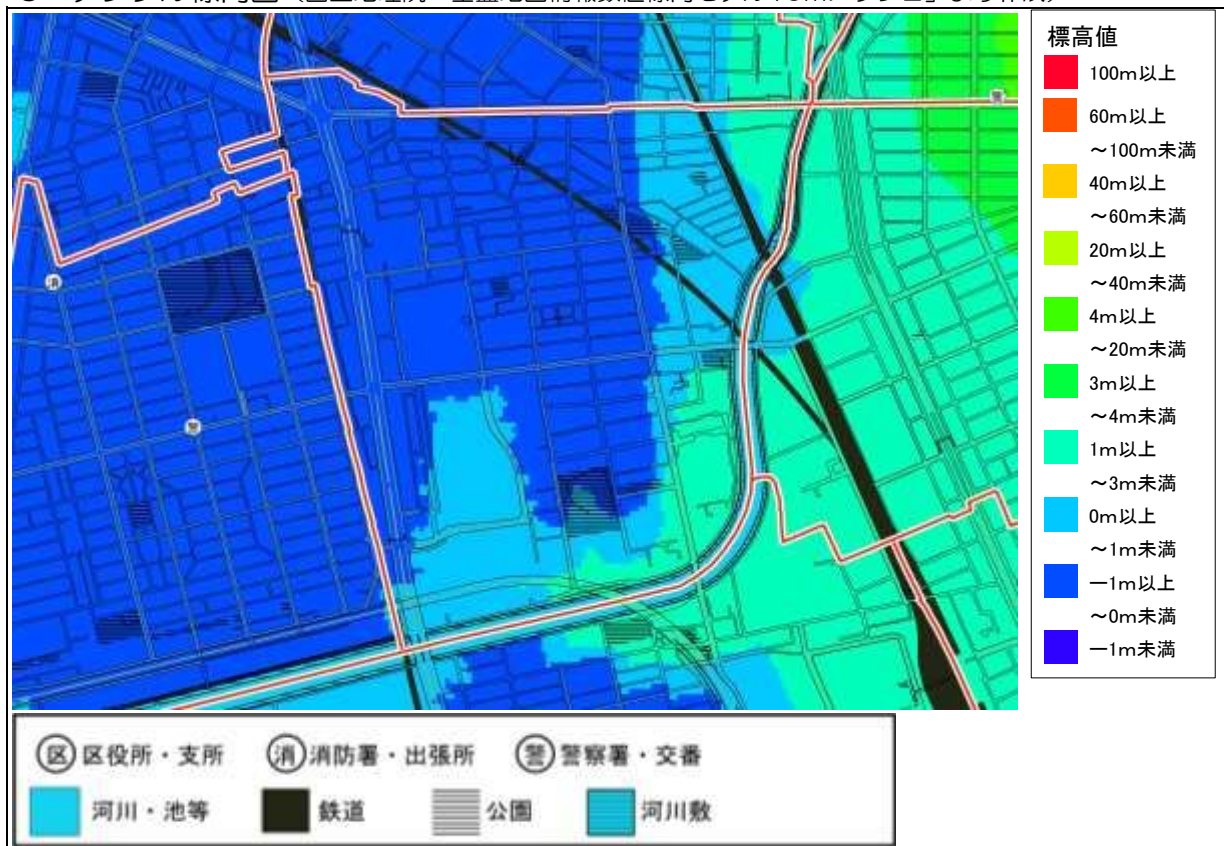 標高値
100m以上
60m以上
~100m未満
40m以上
~60m未満
20m以上
~40m未満
4m以上
~20m未満
3m以上
~4m未満
1m以上
~3m未満
0m以上
~1m未満
－1m以上
~0m未満
－1m未満
警
消
警
区 区役所・支所 消 消防署・出張所 警 警察署・交番
河川・池等 鉄道 公園 河川敷